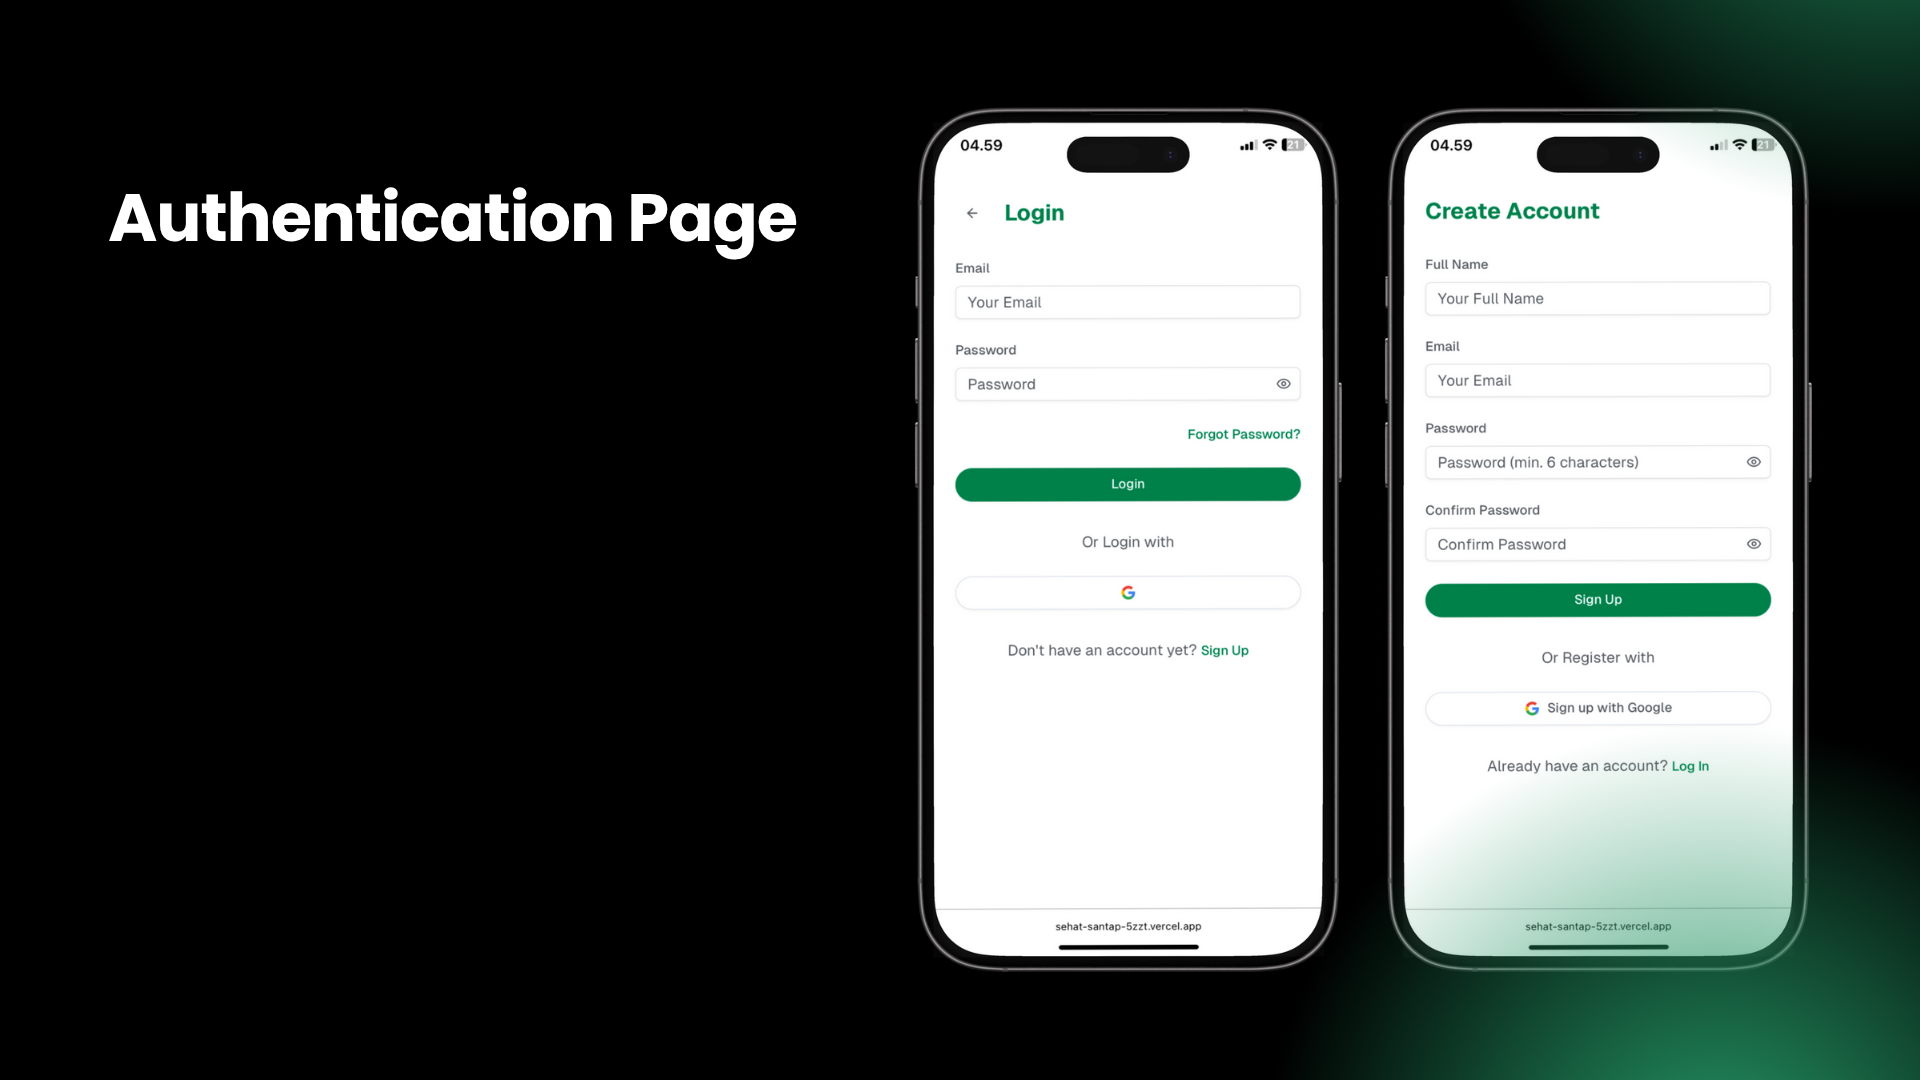 Authentication Page
04.59
21
Login
Email
Your Email
Password
Password
Forgot Password?
Login
Or Login with
Don't have an account yet? Sign Up
sehat-santap-5zzt.vercel.app
04.59
21
Create Account
Full Name
Your Full Name
Email
Your Email
Password
Password (min. 6 characters)
Confirm Password
Confirm Password
Sign Up
Or Register with
Sign up with Google
Already have an account? Log In
sehat-santap-5zzt.vercel.app